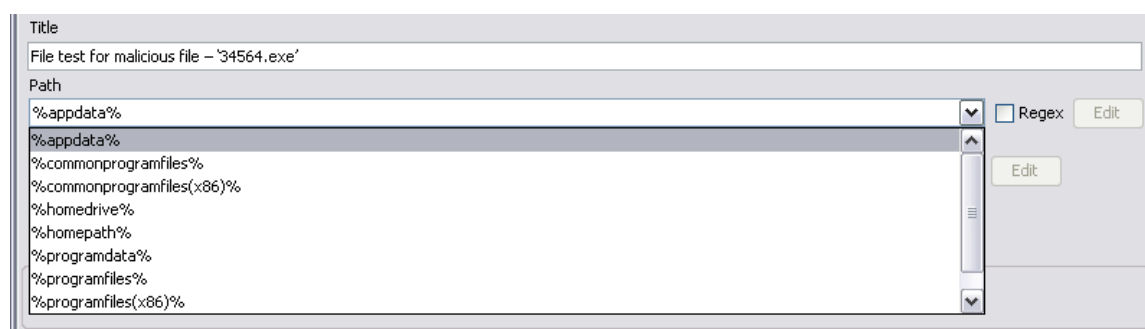 Title
File test for malicious file – ‘34564.exe’
Path
%appdata% Regex Edit
%appdata%
%commonprogramfiles%
%commonprogramfiles(x86)% Edit
%homedrive%
%homepath%
%programdata%
%programfiles%
%programfiles(x86)%